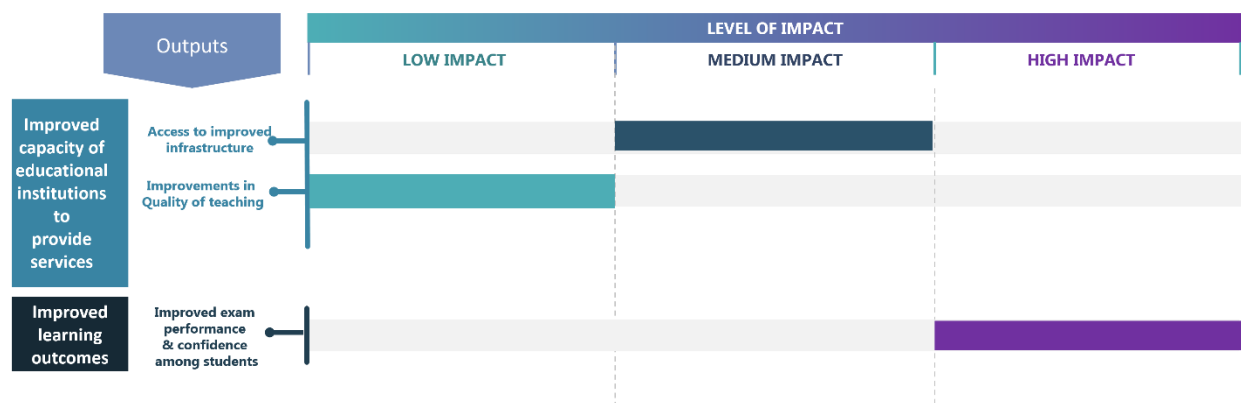 Outputs
LEVEL OF IMPACT
LOW IMPACT
MEDIUM IMPACT
HIGH IMPACT
Improved
capacity of
educational
institutions
to
provide
services
Access to improved
infrastructure
Improvements in
Quality of teaching
Improved
learning
outcomes
Improved exam
performance
& confidence
among students